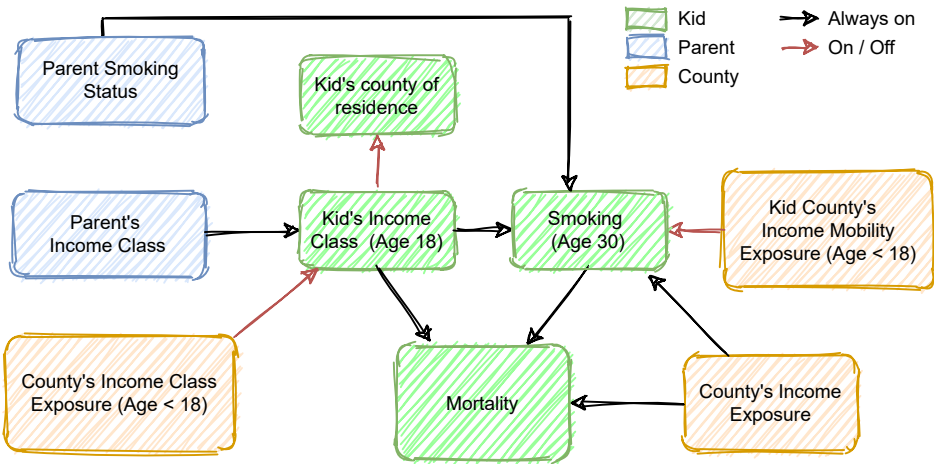 Kid
Parent
County
Always on
On / Off
Parent Smoking
Status
Kid's county of
residence
Parent's
Income Class
Kid's Income
Class (Age 18)
Smoking
(Age 30)
Kid County's
Income Mobility
Exposure (Age < 18)
County's Income Class
Exposure (Age < 18)
Mortality
County's Income
Exposure